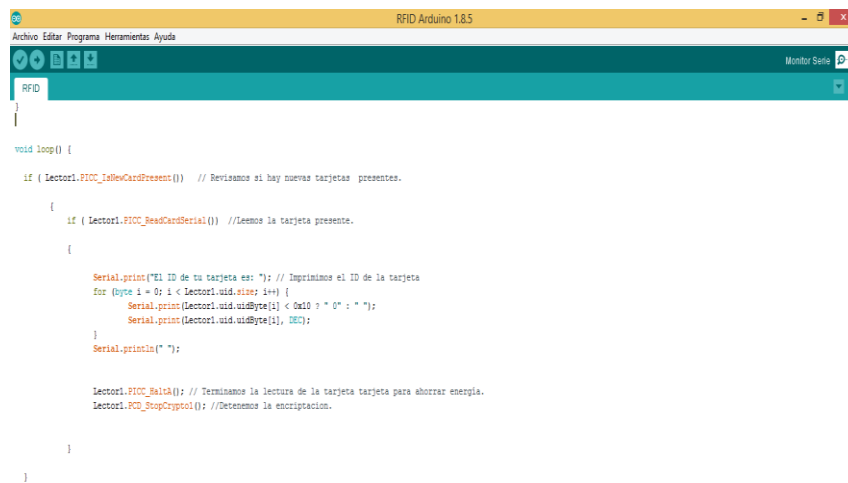 RFID Arduino 1.8.5
Archivo Editar Programa Herramientas Ayuda
Monitor Serie
RFID
}
void loop() {
if ( Lector1.PICC_IsNewCardPresent()) // Revisamos si hay nuevas tarjetas presentes.
{
if ( Lector1.PICC_ReadCardSerial()) //Leemos la tarjeta presente.
{
Serial.print("El ID de tu tarjeta es: "); // Imprimimos el ID de la tarjeta
for (byte i = 0; i < Lector1.uid.size; i++) {
Serial.print(Lector1.uid.uidByte[i] < 0x10 ? " 0" : " ");
Serial.print(Lector1.uid.uidByte[i], DEC);
}
Serial.println(" ");
Lector1.PICC_HaltA(); // Terminamos la lectura de la tarjeta tarjeta para ahorrar energía.
Lector1.PCD_StopCrypto1(); //Detenemos la encriptacion.
}
}